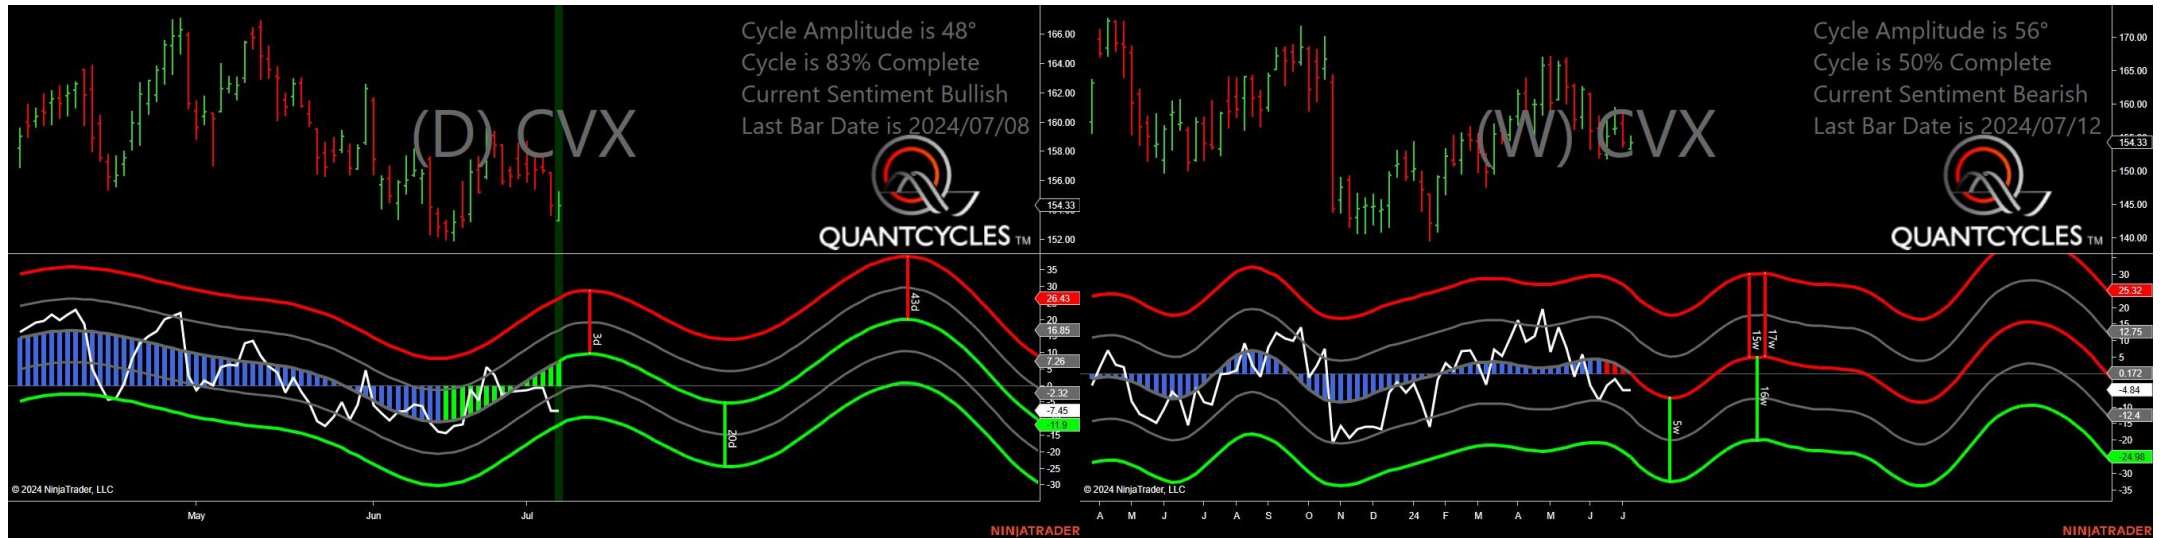 Cycle Amplitude is 48°
Cycle is 83% Complete
Current Sentiment Bullish
Last Bar Date is 2024/07/08
(D) CVX
QUANTCYCLES TM
166.00
164.00
162.00
160.00
158.00
156.00
154.33
152.00
35
30
26.43
20
16.85
10
7.26
5
-2.32
-7.45
-11.9
-15
-20
-25
-30
3d
20d
43d
© 2024 NinjaTrader, LLC
May
Jun
Jul
NINJATRADER
Cycle Amplitude is 56°
Cycle is 50% Complete
Current Sentiment Bearish
Last Bar Date is 2024/07/12
(W) CVX
QUANTCYCLES TM
170.00
165.00
160.00
154.33
150.00
145.00
140.00
30
25.32
20
12.75
10
5
0.172
-4.84
-10
-12.4
-15
-20
-24.98
-30
-35
5w
15w
16w
17w
© 2024 NinjaTrader, LLC
A M J J A S O N D 24 F M A M J J
NINJATRADER